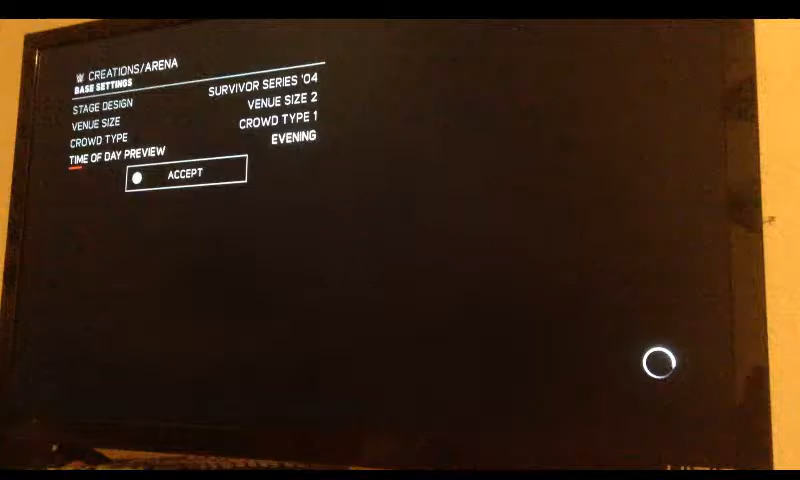 CREATIONS/ARENA
BASE SETTINGS
STAGE DESIGN SURVIVOR SERIES '04
VENUE SIZE VENUE SIZE 2
CROWD TYPE CROWD TYPE 1
TIME OF DAY PREVIEW EVENING
ACCEPT